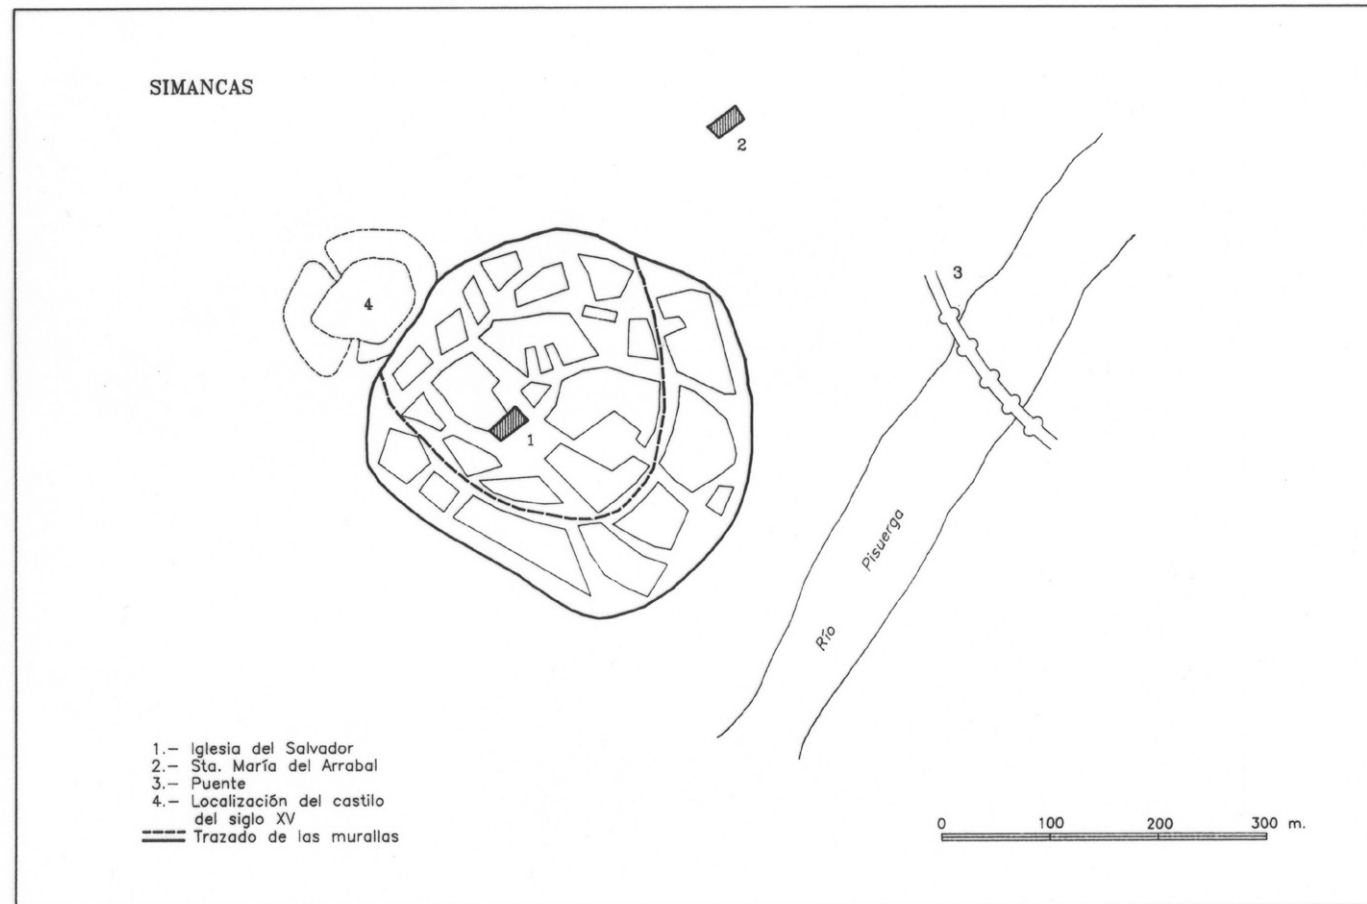 SIMANCAS
2
3
4
1
Pisuerga
Río
1.- Iglesia del Salvador
2.- Sta. María del Arrabal
3.- Puente
4.- Localización del castilo
del siglo XV
Trazado de las murallas
0 100 200 300 m.